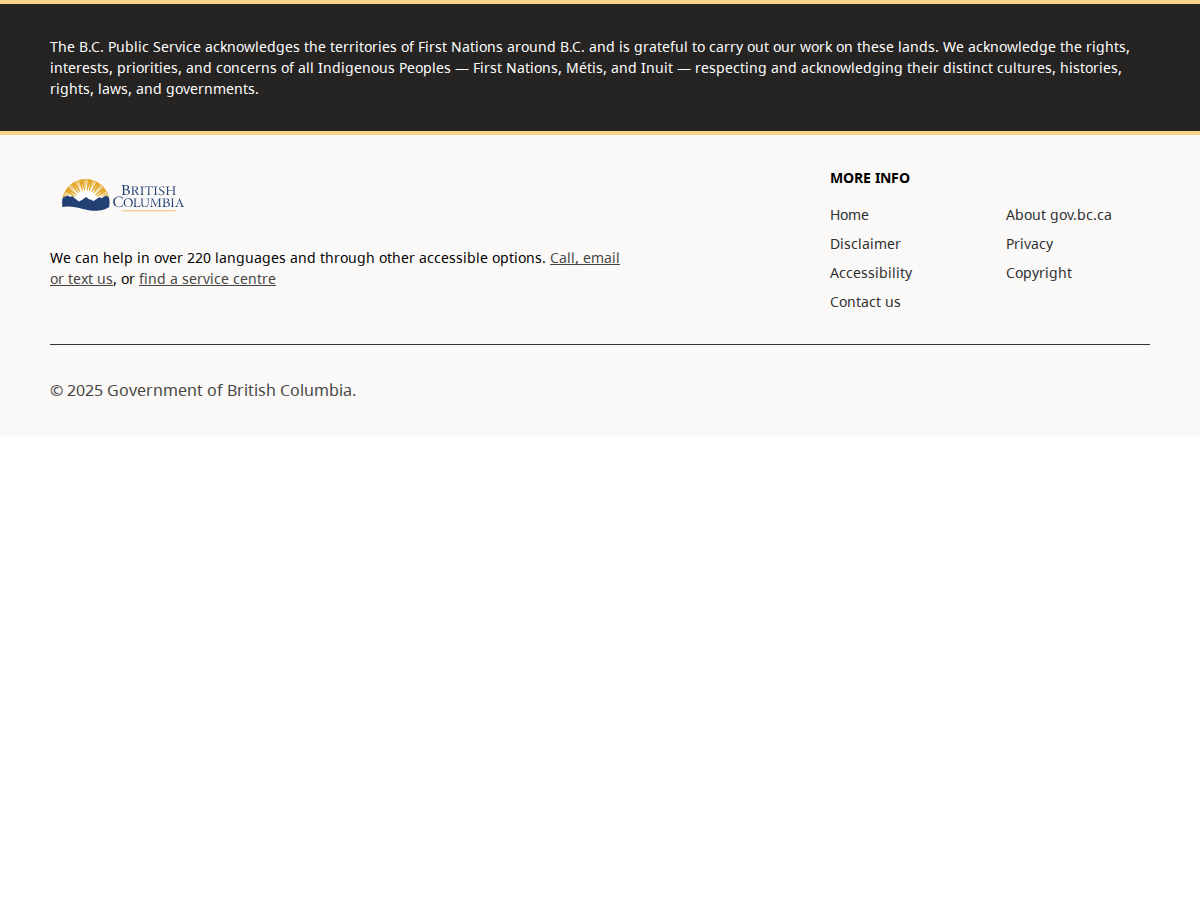 The B.C. Public Service acknowledges the territories of First Nations around B.C. and is grateful to carry out our work on these lands. We acknowledge the rights,
interests, priorities, and concerns of all Indigenous Peoples — First Nations, Métis, and Inuit — respecting and acknowledging their distinct cultures, histories,
rights, laws, and governments.
BRITISH
COLUMBIA
We can help in over 220 languages and through other accessible options. Call, email
or text us, or find a service centre
MORE INFO
Home
Disclaimer
Accessibility
Contact us
About gov.bc.ca
Privacy
Copyright
© 2025 Government of British Columbia.